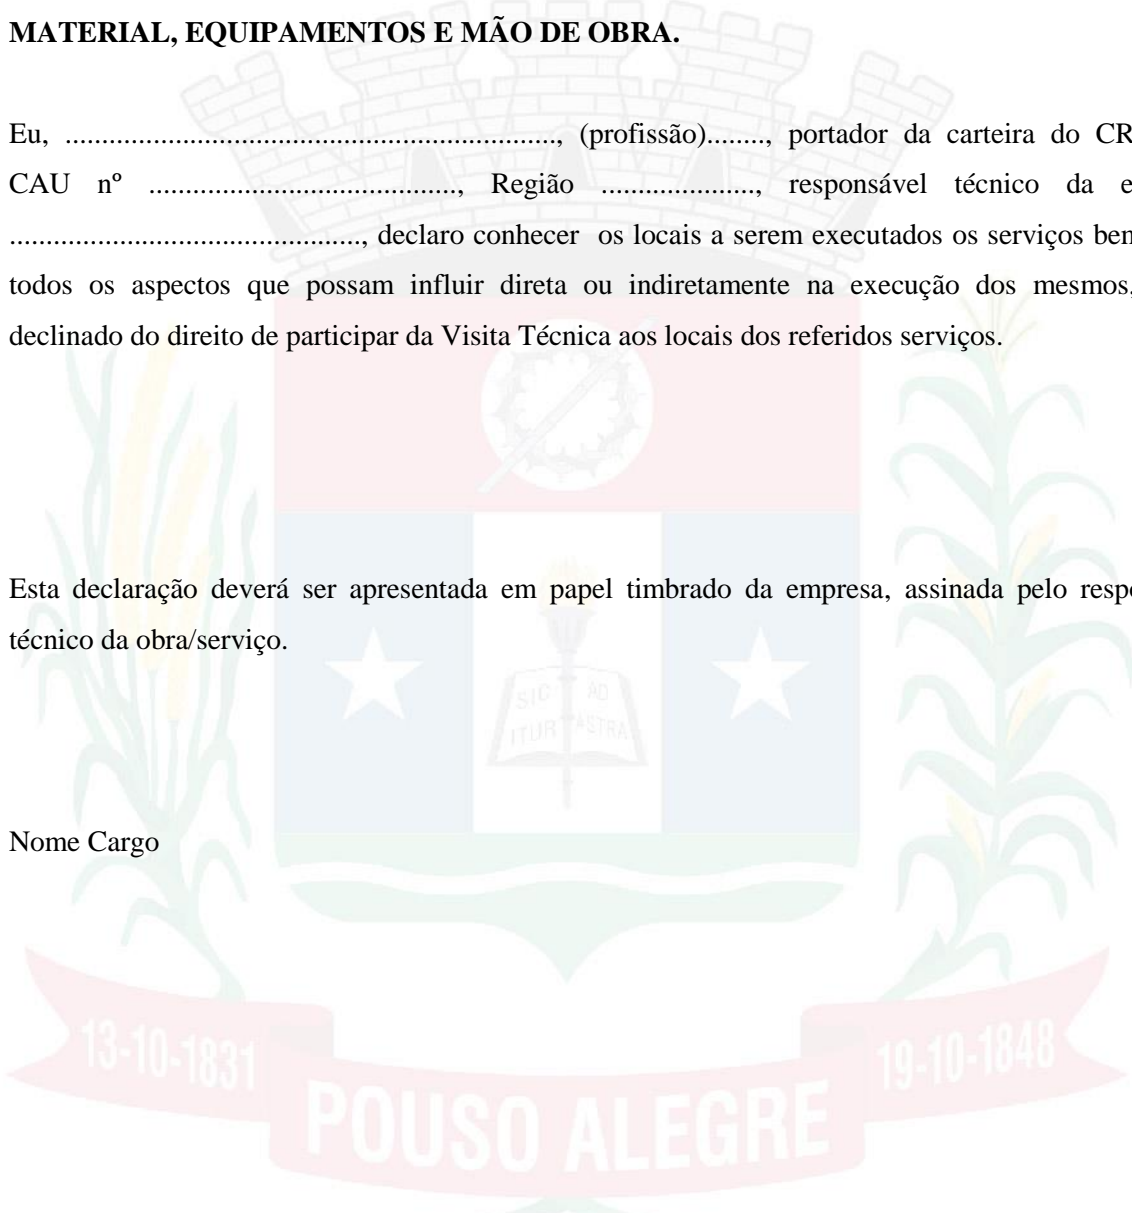 MATERIAL, EQUIPAMENTOS E MÃO DE OBRA.
Eu, ..................................................................., (profissão)........, portador da carteira do CR
CAU nº .........................................., Região ....................., responsável técnico da e
................................................, declaro conhecer os locais a serem executados os serviços ben
todos os aspectos que possam influir direta ou indiretamente na execução dos mesmos,
declinado do direito de participar da Visita Técnica aos locais dos referidos serviços.
Esta declaração deverá ser apresentada em papel timbrado da empresa, assinada pelo resp
técnico da obra/serviço.
SIC AD
ITUR ASTRA
Nome Cargo
13-10-1831
19-10-1848
POUSO ALEGRE